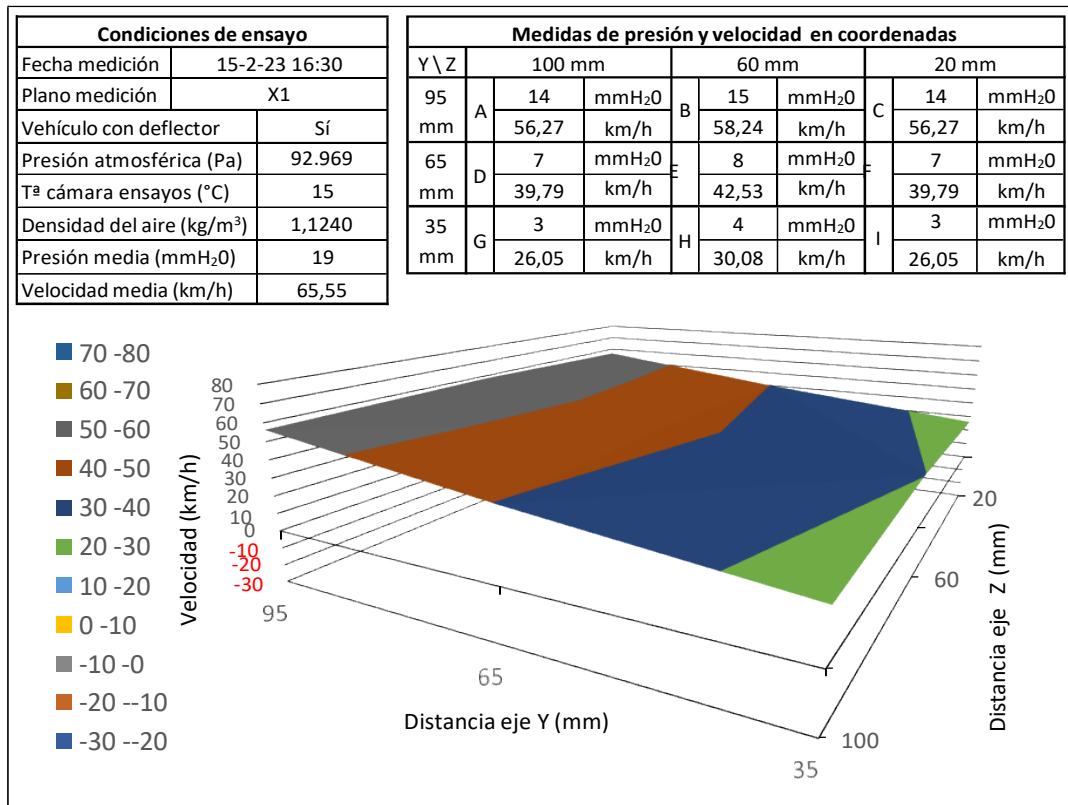 Condiciones de ensayo
Fecha medición 15-2-23 16:30
Plano medición X1
Vehículo con deflector Sí
Presión atmosférica (Pa) 92.969
Tª cámara ensayos (°C) 15
Densidad del aire (kg/m³) 1,1240
Presión media (mmH₂0) 19
Velocidad media (km/h) 65,55
Medidas de presión y velocidad en coordenadas
Y \ Z 100 mm 60 mm 20 mm
95 mm A 14 mmH₂0 B 15 mmH₂0 C 14 mmH₂0
56,27 km/h 58,24 km/h 56,27 km/h
65 mm D 7 mmH₂0 E 8 mmH₂0 F 7 mmH₂0
39,79 km/h 42,53 km/h 39,79 km/h
35 mm G 3 mmH₂0 H 4 mmH₂0 I 3 mmH₂0
26,05 km/h 30,08 km/h 26,05 km/h
70 -80
60 -70
50 -60
40 -50
30 -40
20 -30
10 -20
0 -10
-10 -0
-20 --10
-30 --20
Velocidad (km/h)
80
70
60
50
40
30
20
10
0
-10
-20
-30
95
65
35
Distancia eje Y (mm)
20
60
100
Distancia eje Z (mm)